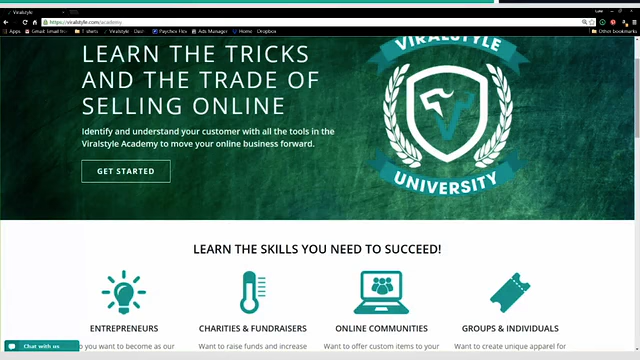 Viralstyle
https://viralstyle.com/academy
Apps
T shirts
Viralstyle
Paychex Flex
Ads Manager
Home
Dropbox
Other bookmarks
LEARN THE TRICKS
AND THE TRADE OF
SELLING ONLINE
Identify and understand your customer with all the tools in the
Viralstyle Academy to move your online business forward.
GET STARTED
VIRALSTYLE
UNIVERSITY
LEARN THE SKILLS YOU NEED TO SUCCEED!
ENTREPRENEURS
CHARITIES & FUNDRAISERS
ONLINE COMMUNITIES
GROUPS & INDIVIDUALS
you want to become as our
Want to raise funds and increase
Want to offer custom items to your
Want to create unique apparel for
Chat with us